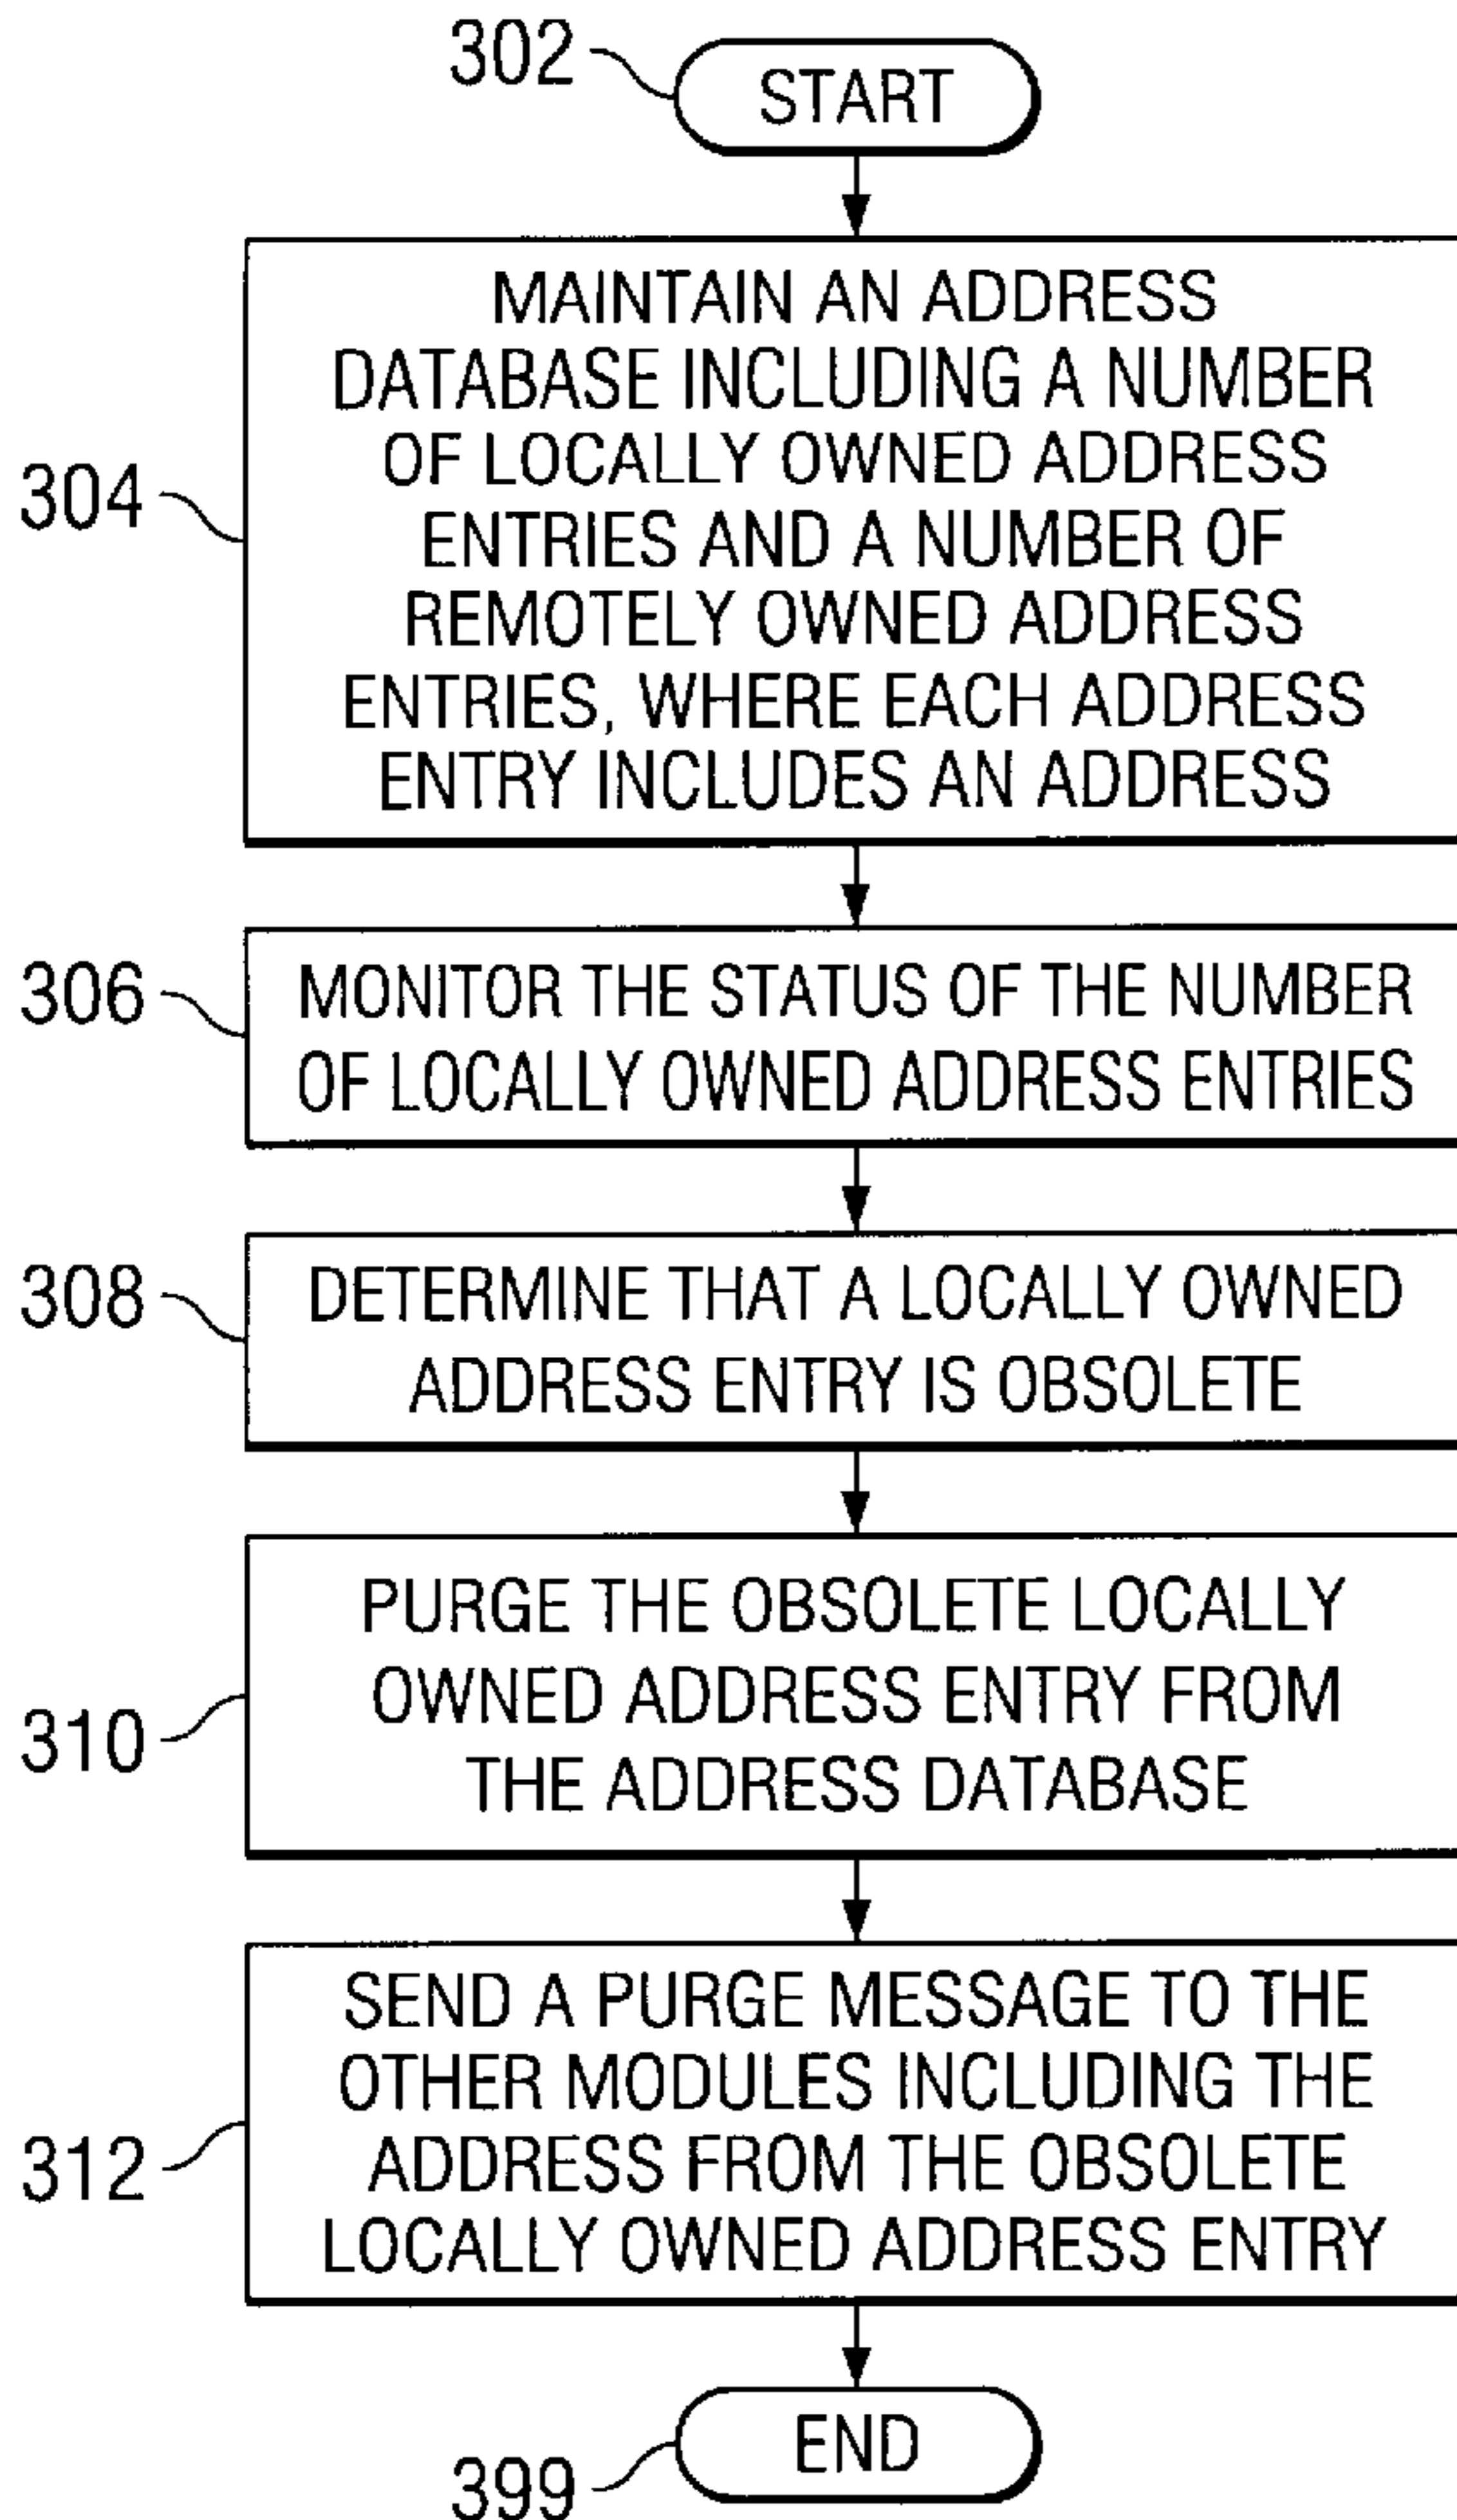 302
START
304
MAINTAIN AN ADDRESS
DATABASE INCLUDING A NUMBER
OF LOCALLY OWNED ADDRESS
ENTRIES AND A NUMBER OF
REMOTELY OWNED ADDRESS
ENTRIES, WHERE EACH ADDRESS
ENTRY INCLUDES AN ADDRESS
306
MONITOR THE STATUS OF THE NUMBER
OF LOCALLY OWNED ADDRESS ENTRIES
308
DETERMINE THAT A LOCALLY OWNED
ADDRESS ENTRY IS OBSOLETE
310
PURGE THE OBSOLETE LOCALLY
OWNED ADDRESS ENTRY FROM
THE ADDRESS DATABASE
312
SEND A PURGE MESSAGE TO THE
OTHER MODULES INCLUDING THE
ADDRESS FROM THE OBSOLETE
LOCALLY OWNED ADDRESS ENTRY
399
END